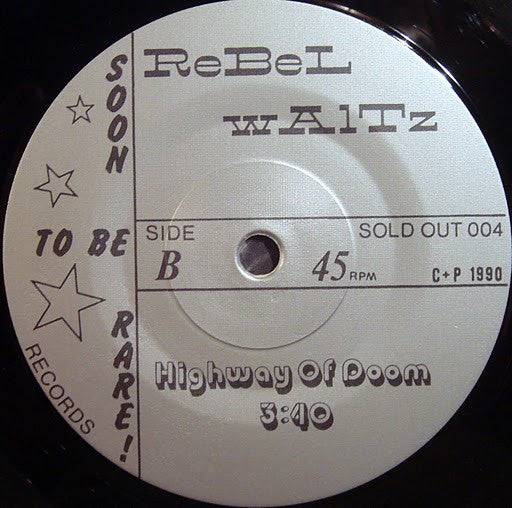 ReBeL
wAlTz
SOON
TO BE
RARE!
RECORDS
SIDE
B
45 RPM
SOLD OUT 004
C+P 1990
Highway Of Doom
3:40